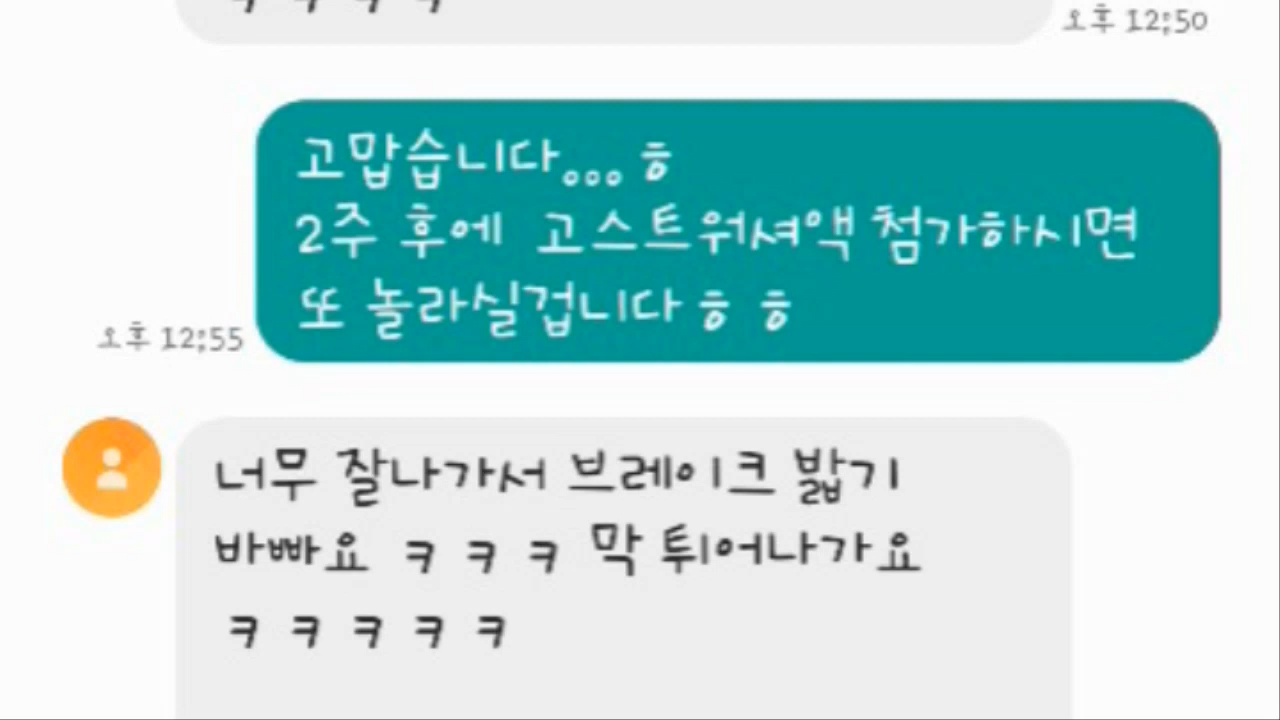 오후 12:50
고맙습니다... ㅎ
2주 후에 고스트워셔액 첨가하시면
또 놀라실겁니다 ㅎ ㅎ
오후 12:55
너무 잘나가서 브레이크 밟기
바빠요 ㅋ ㅋ ㅋ 막 튀어나가요
ㅋ ㅋ ㅋ ㅋ ㅋ